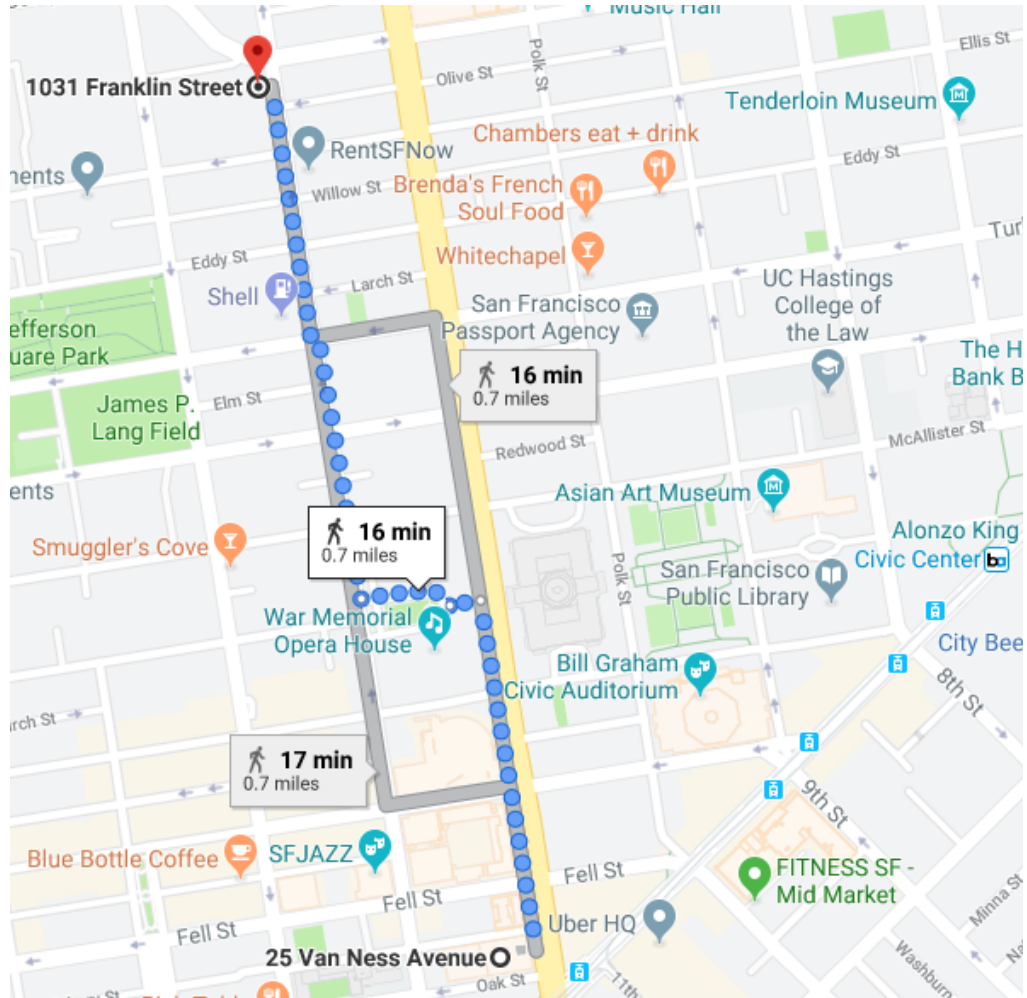 Music Hall
Polk St
Ellis St
1031 Franklin Street
Olive St
Tenderloin Museum
Chambers eat + drink
RentSFNow
Eddy St
ents
Willow St
Brenda's French
Soul Food
Whitechapel
Turk
Eddy St
Shell
Larch St
UC Hastings
College of
the Law
San Francisco
Passport Agency
efferson
uare Park
16 min
0.7 miles
The H
Bank B
James P.
Lang Field
Elm St
Redwood St
McAllister St
ents
Asian Art Museum
16 min
0.7 miles
Smuggler's Cove
Alonzo King
Civic Center
ba
Polk St
San Francisco
Public Library
War Memorial
Opera House
City Bee
Bill Graham
Civic Auditorium
8th St
rch St
17 min
0.7 miles
9th St
Blue Bottle Coffee
SFJAZZ
Fell St
FITNESS SF -
Mid Market
Fell St
Minna St
Uber HQ
Fell St
25 Van Ness Avenue
Oak St
11th
Washburn